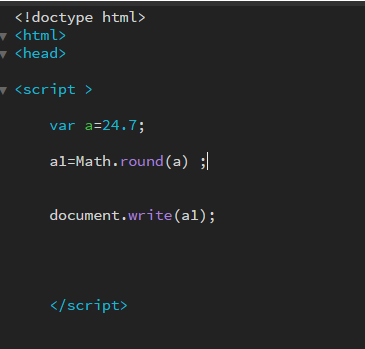 <!doctype html>
<html>
<head>
<script >
var a=24.7;
a1=Math.round(a) ;
document.write(a1);
</script>